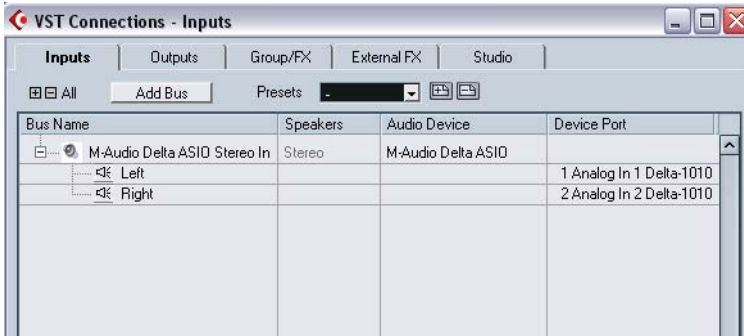 VST Connections - Inputs
Inputs Outputs Group/FX External FX Studio
All Add Bus Presets -
Bus Name Speakers Audio Device Device Port
M-Audio Delta ASIO Stereo In Stereo M-Audio Delta ASIO
Left 1 Analog In 1 Delta-1010
Right 2 Analog In 2 Delta-1010